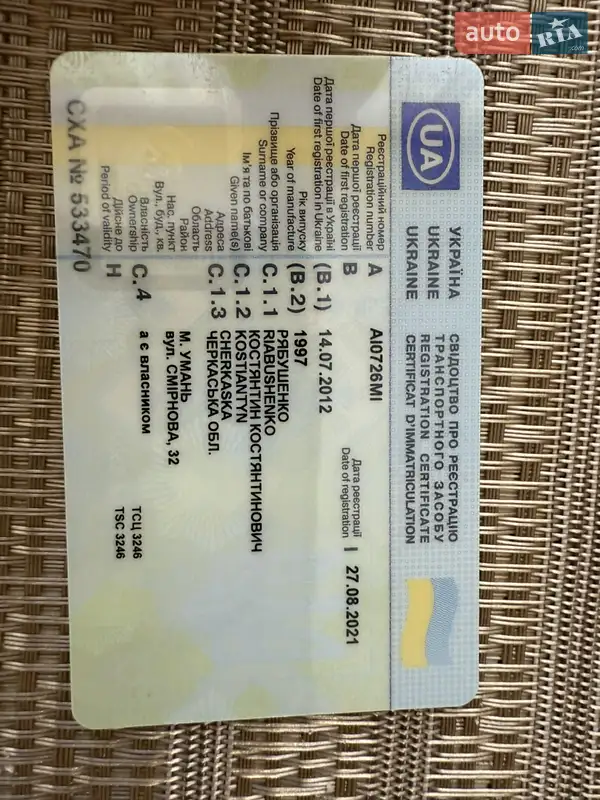 auto RIA .com
UA
УКРАЇНА
UKRAINE
UKRAINE
СВІДОЦТВО ПРО РЕЄСТРАЦІЮ
ТРАНСПОРТНОГО ЗАСОБУ
REGISTRATION CERTIFICATE
CERTIFICAT D'IMMATRICULATION
Реєстраційний номер
Registration number
A
AI0726MI
Дата першої реєстрації
Date of first registration
B
Дата реєстрації
Date of registration
I
27.08.2021
Дата першої реєстрації в Україні
Date of first registration in Ukraine
(B.1)
14.07.2012
Рік випуску
Year of manufacture
(B.2)
1997
Прізвище або організація
Surname or company
C.1.1
РЯБУШЕНКО
RIABUSHENKO
Ім'я та по батькові
Given name(s)
C.1.2
КОСТЯНТИН КОСТЯНТИНОВИЧ
KOSTIANTYN
Адреса
Address
C.1.3
CHERKASKA
ЧЕРКАСЬКА ОБЛ.
Область
Район
Нас. пункт
М. УМАНЬ
Вул., буд., кв.
вул. СМІРНОВА, 32
Власність
Ownership
C.4
а є власником
Дійсне до
Period of validity
H
ТСЦ 3246
TSC 3246
СХА № 533470